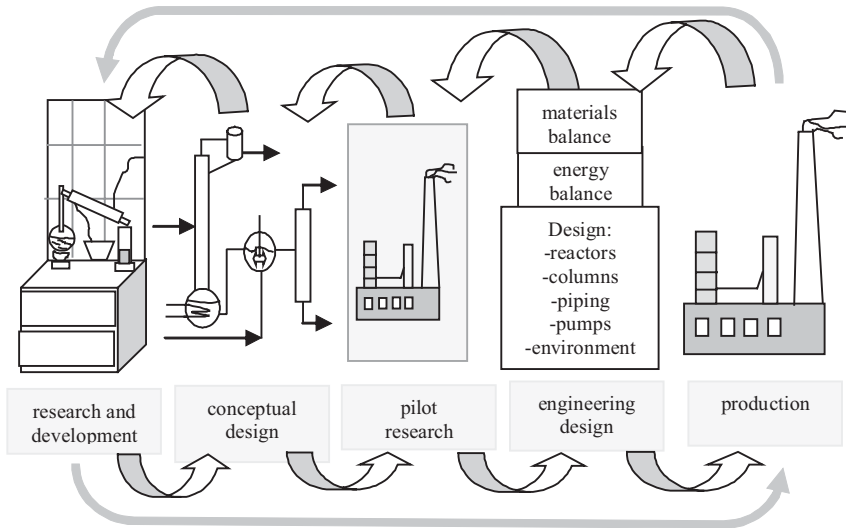 materials
balance
energy
balance
Design:
-reactors
-columns
-piping
-pumps
-environment
research and
development
conceptual
design
pilot
research
engineering
design
production